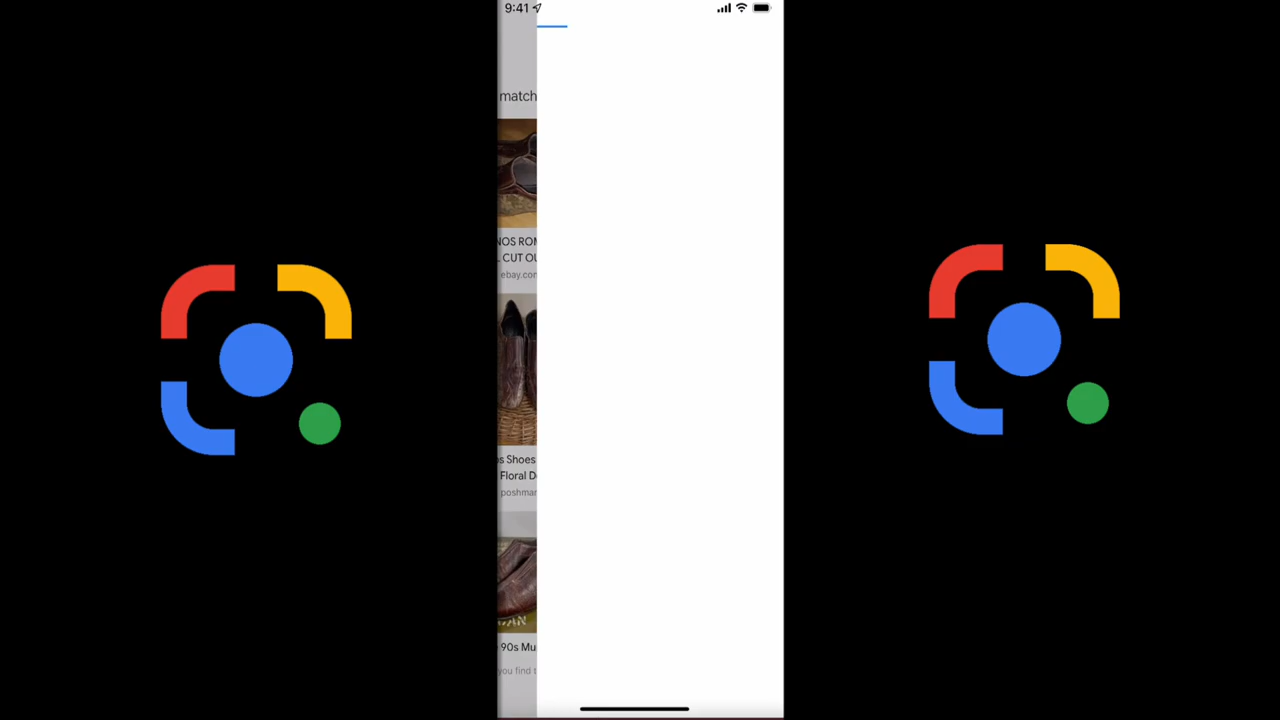 9:41
match
NOS ROM
CUT OU
ebay.com
Shoes
Floral D
poshmar
90s Mu
you find t